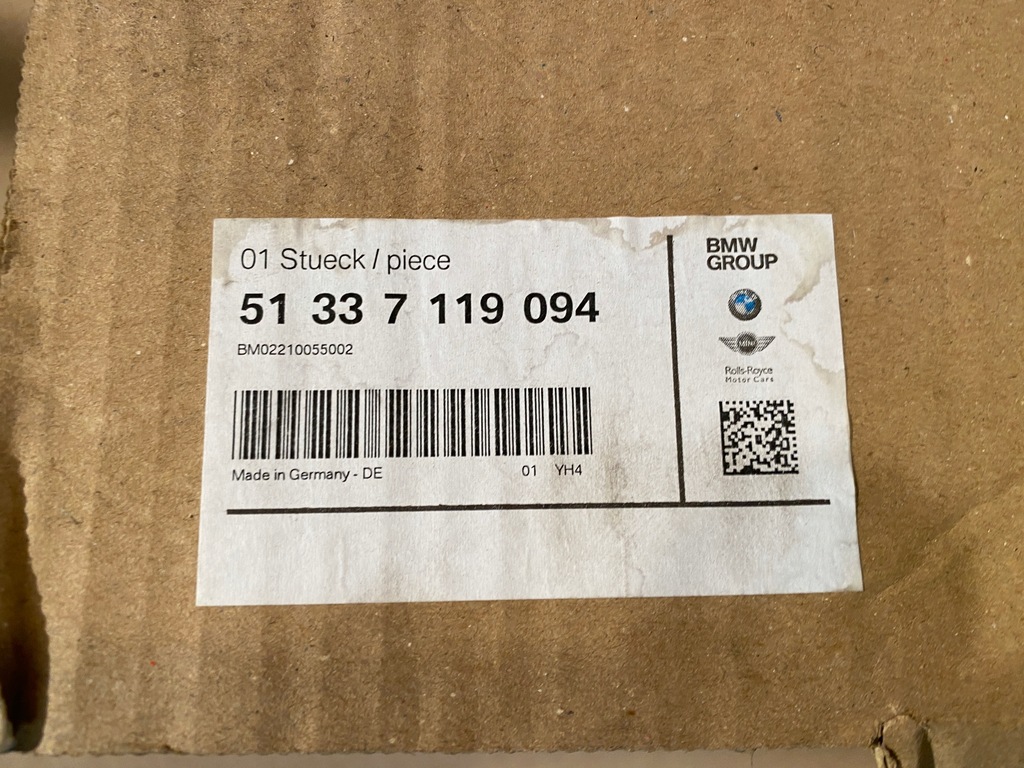 01 Stueck / piece
51 33 7 119 094
BM02210055002
Made in Germany - DE 01 YH4
BMW
GROUP
MINI
Rolls-Royce
Motor Cars